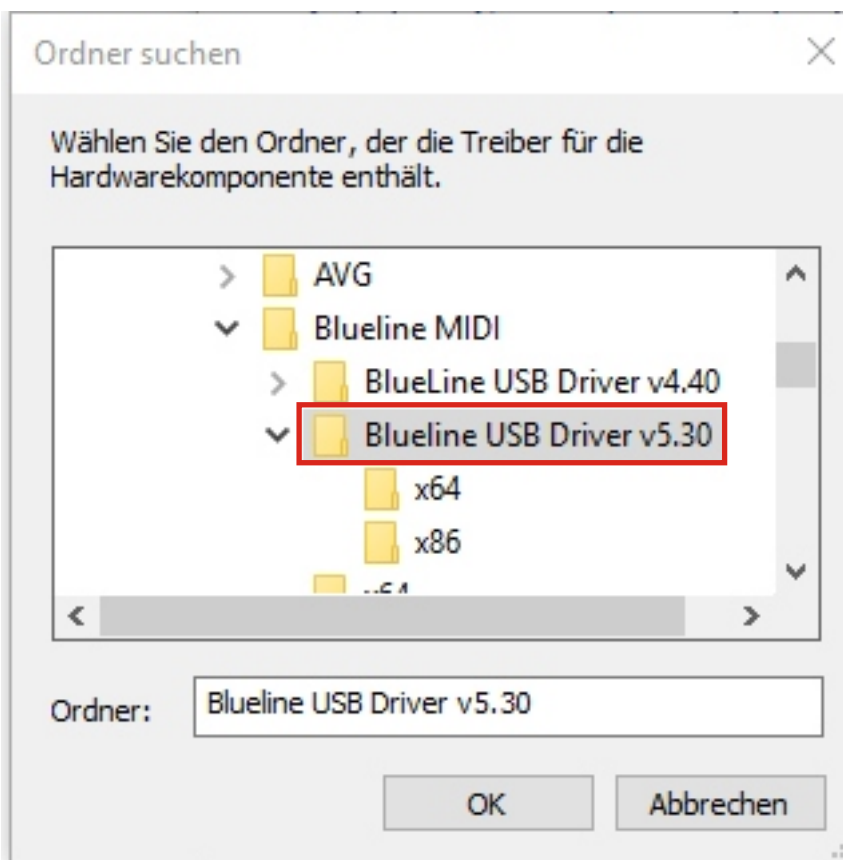 Ordner suchen
Wählen Sie den Ordner, der die Treiber für die
Hardwarekomponente enthält.
AVG
Blueline MIDI
BlueLine USB Driver v4.40
Blueline USB Driver v5.30
x64
x86
Ordner: Blueline USB Driver v5.30
OK Abbrechen